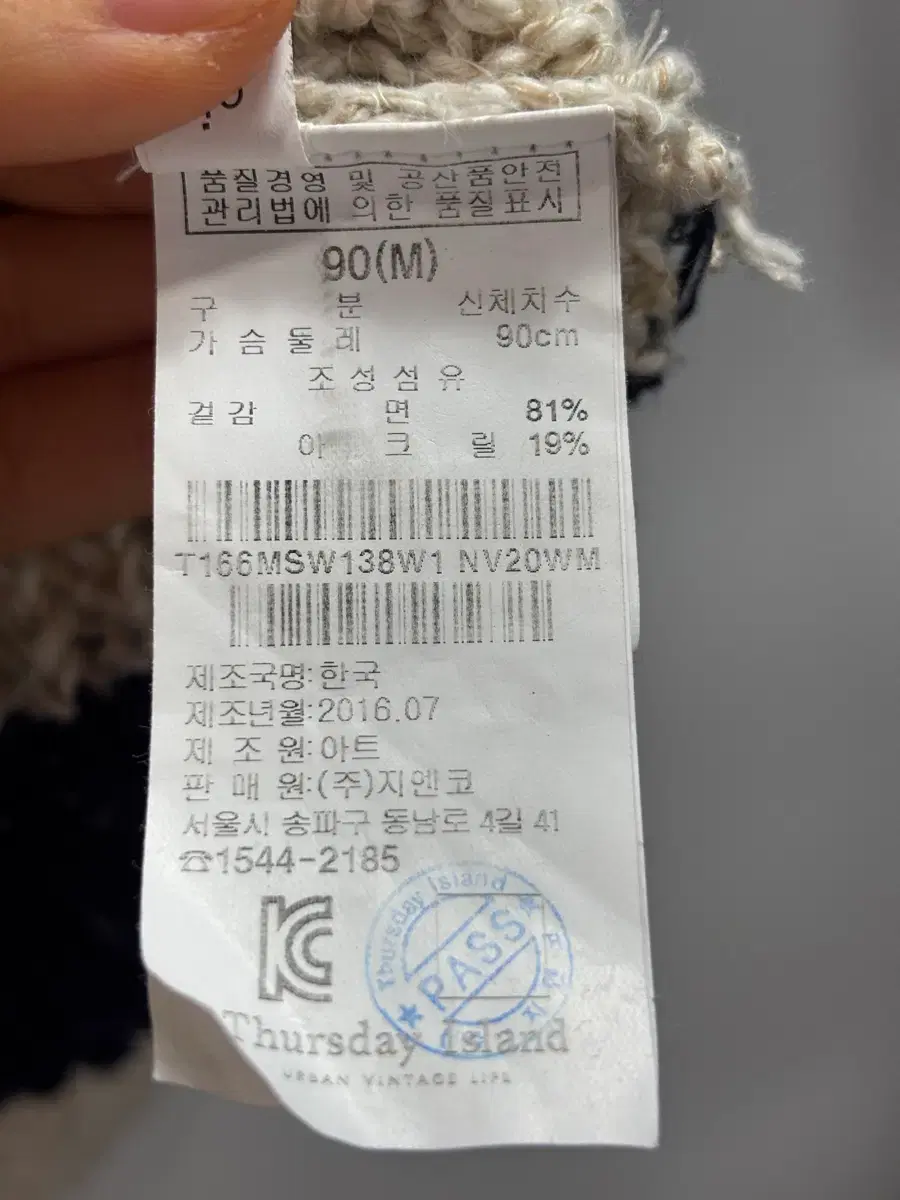 품질경영 및 공산품안전
관리법에 의한 품질표시
90(M)
구 분 신체치수
가 슴 둘 레 90cm
조 성 섬 유
겉감 면 81%
아 크 릴 19%
T166MSW138W1 NV20WM
제조국명:한국
제조년월:2016.07
제 조 원:아트
판 매 원:(주)지엔코
서울시 송파구 동남로 4길 41
☎1544-2185
Thursday Island
PASS
Thursday Island
URBAN VINTAGE LIFE